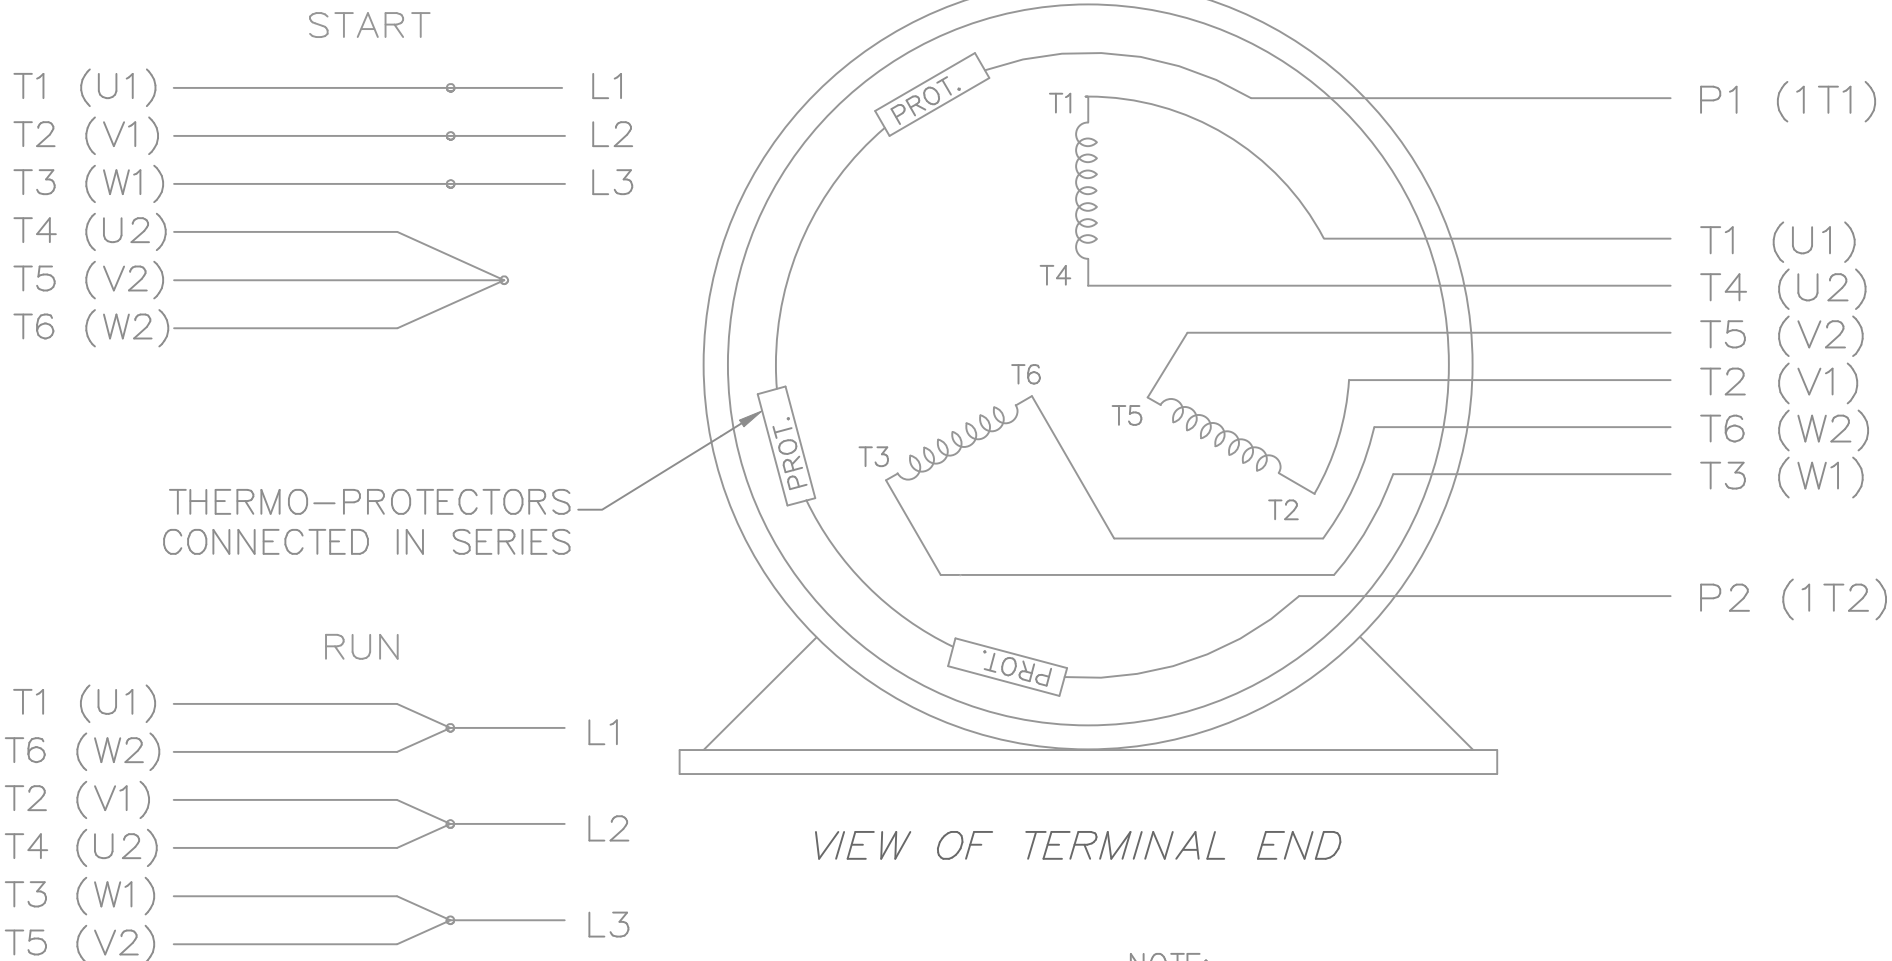 START
T1 (U1) L1
T2 (V1) L2
T3 (W1) L3
T4 (U2)
T5 (V2)
T6 (W2)
THERMO-PROTECTORS
CONNECTED IN SERIES
RUN
T1 (U1)
T6 (W2)
L1
T2 (V1)
T4 (U2)
L2
T3 (W1)
T5 (V2)
L3
PROT.
PROT.
PROT.
T1
T4
T6
T3
T5
T2
P1 (1T1)
T1 (U1)
T4 (U2)
T5 (V2)
T2 (V1)
T6 (W2)
T3 (W1)
P2 (1T2)
VIEW OF TERMINAL END
NOTE: